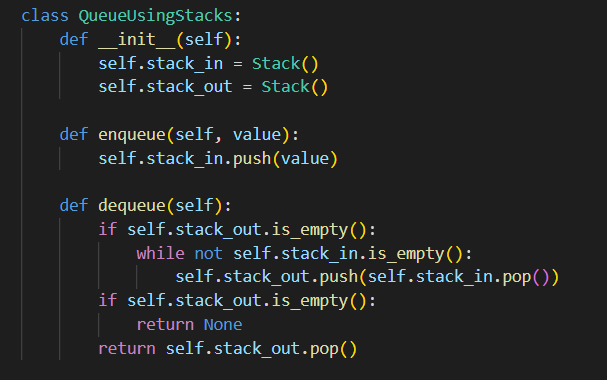 class QueueUsingStacks:
    def __init__(self):
        self.stack_in = Stack()
        self.stack_out = Stack()

    def enqueue(self, value):
        self.stack_in.push(value)

    def dequeue(self):
        if self.stack_out.is_empty():
            while not self.stack_in.is_empty():
                self.stack_out.push(self.stack_in.pop())
        if self.stack_out.is_empty():
            return None
        return self.stack_out.pop()